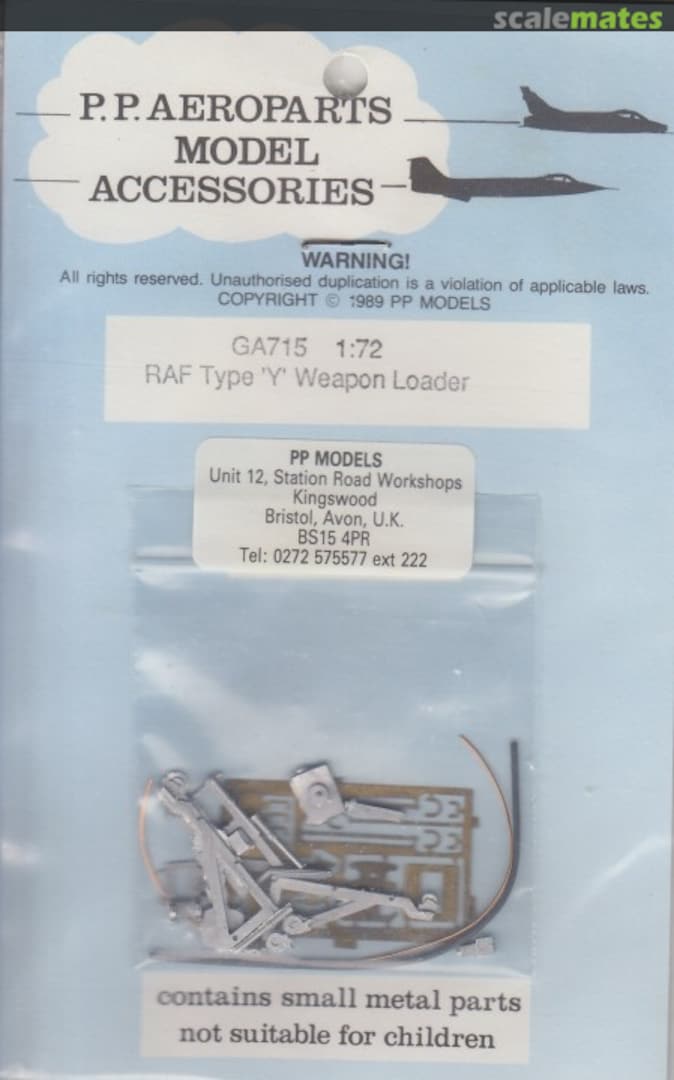 scalemates
P.P. AEROPARTS
MODEL
ACCESSORIES
WARNING!
All rights reserved. Unauthorised duplication is a violation of applicable laws.
COPYRIGHT © 1989 PP MODELS
GA715 1:72
RAF Type 'Y' Weapon Loader
PP MODELS
Unit 12, Station Road Workshops
Kingswood
Bristol, Avon, U.K.
BS15 4PR
Tel: 0272 575577 ext 222
contains small metal parts
not suitable for children